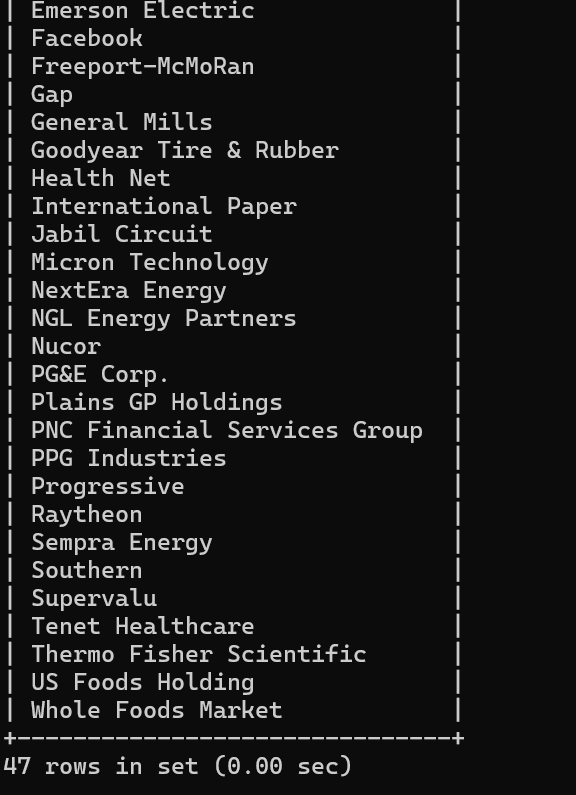 | Emerson Electric |
| Facebook |
| Freeport-McMoRan |
| Gap |
| General Mills |
| Goodyear Tire & Rubber |
| Health Net |
| International Paper |
| Jabil Circuit |
| Micron Technology |
| NextEra Energy |
| NGL Energy Partners |
| Nucor |
| PG&E Corp. |
| Plains GP Holdings |
| PNC Financial Services Group |
| PPG Industries |
| Progressive |
| Raytheon |
| Sempra Energy |
| Southern |
| Supervalu |
| Tenet Healthcare |
| Thermo Fisher Scientific |
| US Foods Holding |
| Whole Foods Market |
+-------------------------------+
47 rows in set (0.00 sec)